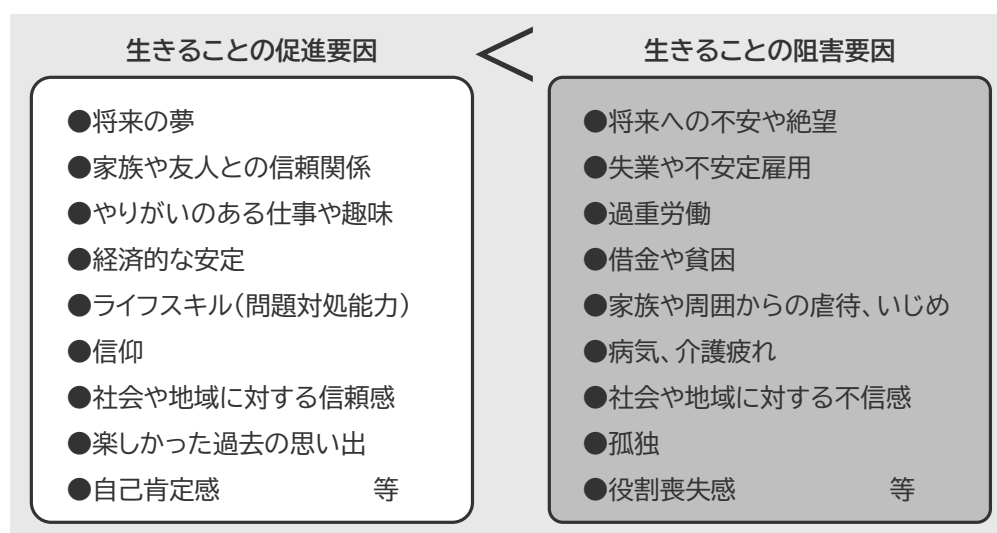 生きることの促進要因 < 生きることの阻害要因
●将来の夢
●家族や友人との信頼関係
●やりがいのある仕事や趣味
●経済的な安定
●ライフスキル(問題対処能力)
●信仰
●社会や地域に対する信頼感
●楽しかった過去の思い出
●自己肯定感 等
●将来への不安や絶望
●失業や不安定雇用
●過重労働
●借金や貧困
●家族や周囲からの虐待、いじめ
●病気、介護疲れ
●社会や地域に対する不信感
●孤独
●役割喪失感 等